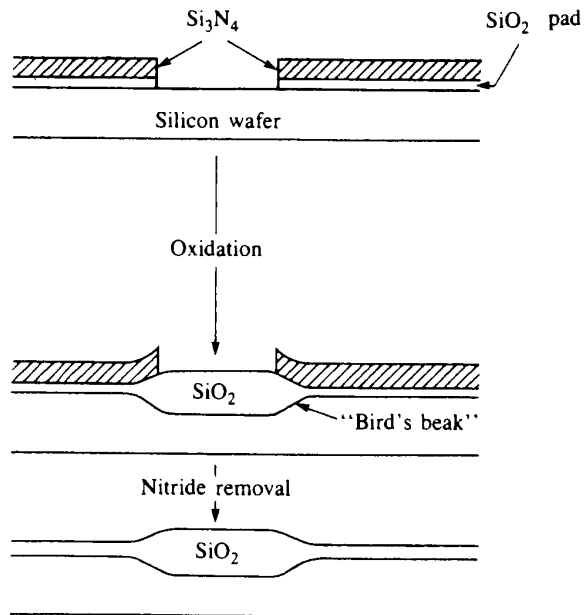 Si₃N₄
SiO₂ pad
Silicon wafer
Oxidation
SiO₂
"Bird's beak"
Nitride removal
SiO₂